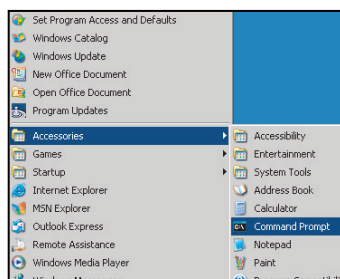 Set Program Access and Defaults
Windows Catalog
Windows Update
New Office Document
Open Office Document
Program Updates
Accessories
Games
Startup
Internet Explorer
MSN Explorer
Outlook Express
Remote Assistance
Windows Media Player
Accessibility
Entertainment
System Tools
Address Book
Calculator
Command Prompt
Notepad
Paint